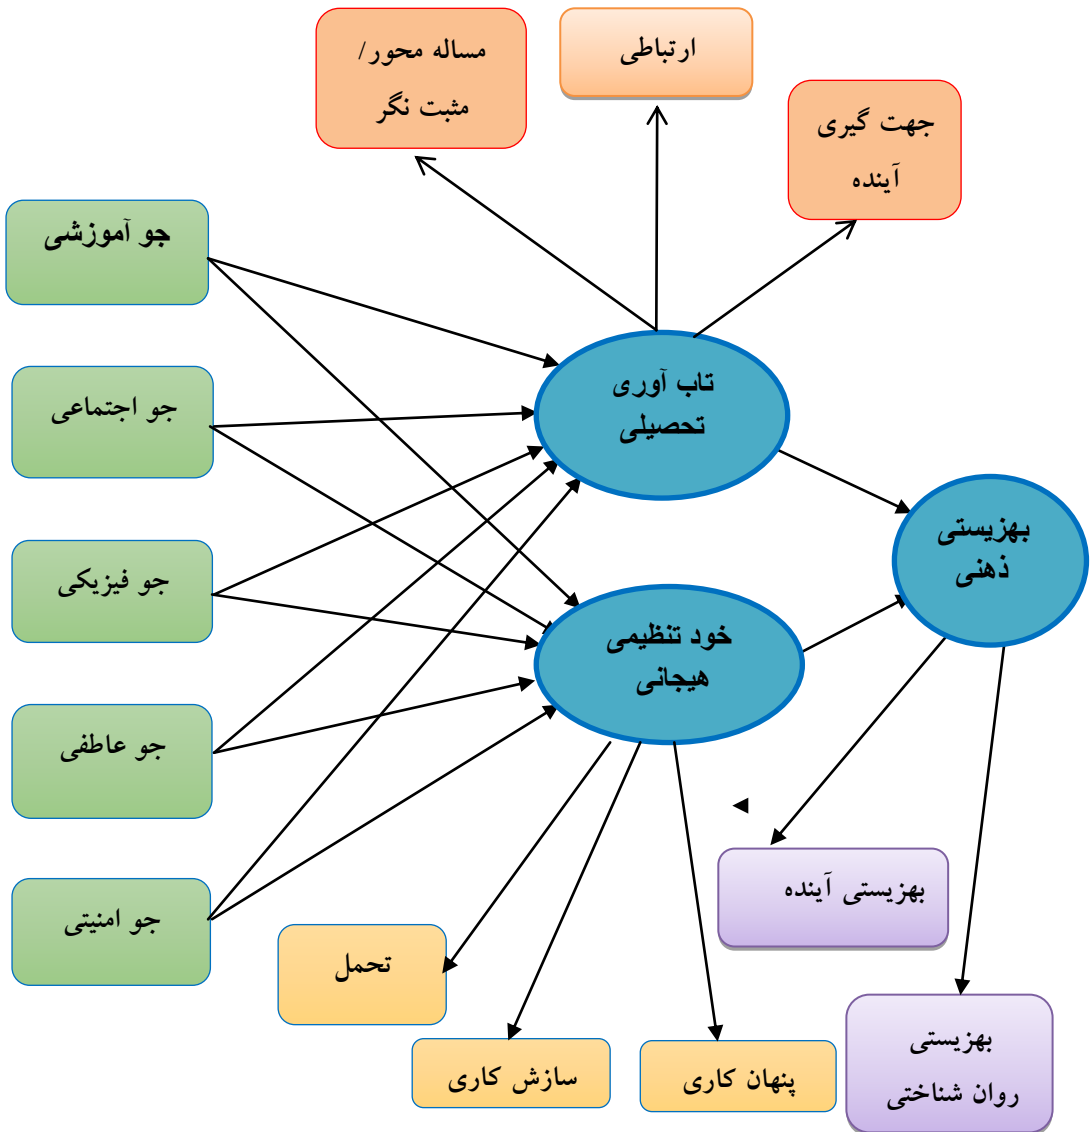 مساله محور/
مثبت نگر
ارتباطی
جهت گیری
آینده
جو آموزشی
جو اجتماعی
جو فیزیکی
جو عاطفی
جو امنیتی
تاب آوری
تحصیلی
خود تنظیمی
هیجانی
بهزیستی
ذهنی
بهزیستی آینده
بهزیستی
روان شناختی
تحمل
سازش کاری
پنهان کاری